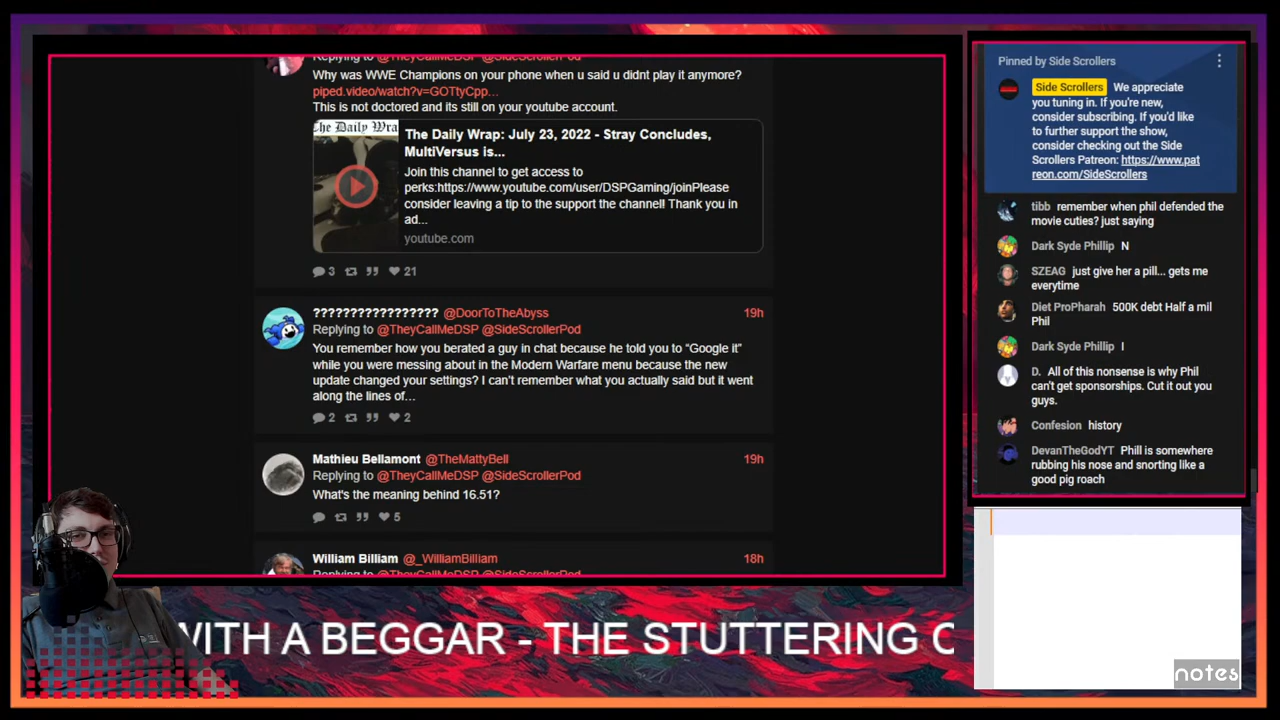 Replying to @TheyCallMeDSP @SideScrollerPod
Why was WWE Champions on your phone when u said u didnt play it anymore?
piped.video/watch?v=GOTtyCpp...
This is not doctored and its still on your youtube account.
The Daily Wra
The Daily Wrap: July 23, 2022 - Stray Concludes,
MultiVersus is...
Join this channel to get access to
perks:https://www.youtube.com/user/DSPGaming/joinPlease
consider leaving a tip to the support the channel! Thank you in
ad...
youtube.com
3 21
????????????????? @DoorToTheAbyss 19h
Replying to @TheyCallMeDSP @SideScrollerPod
You remember how you berated a guy in chat because he told you to “Google it”
while you were messing about in the Modern Warfare menu because the new
update changed your settings? I can’t remember what you actually said but it went
along the lines of…
2 2
Mathieu Bellamont @TheMattyBell 19h
Replying to @TheyCallMeDSP @SideScrollerPod
What's the meaning behind 16.51?
5
William Billiam @_WilliamBilliam 18h
Replying to @TheyCallMeDSP @SideScrollerPod
Pinned by Side Scrollers
Side Scrollers We appreciate
you tuning in. If you're new,
consider subscribing. If you'd like
to further support the show,
consider checking out the Side
Scrollers Patreon: https://www.pat
reon.com/SideScrollers
tibb remember when phil defended the
movie cuties? just saying
Dark Syde Phillip N
SZEAG just give her a pill... gets me
everytime
Diet ProPharah 500K debt Half a mil
Phil
Dark Syde Phillip I
D. All of this nonsense is why Phil
can't get sponsorships. Cut it out you
guys.
Confesion history
DevanTheGodYT Phill is somewhere
rubbing his nose and snorting like a
good pig roach
notes
WITH A BEGGAR - THE STUTTERING